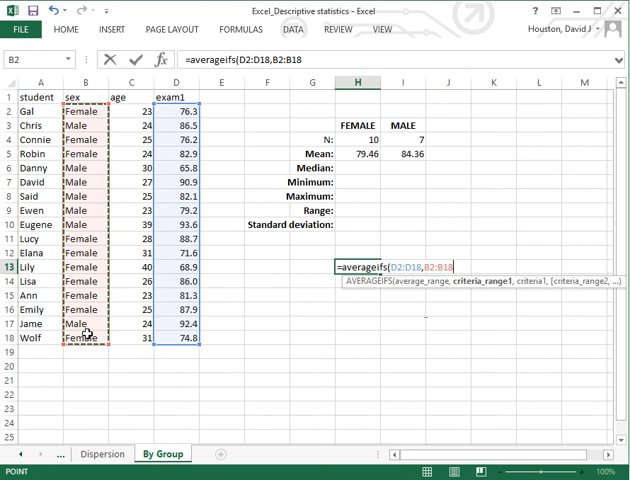 Excel_Descriptive statistics - Excel
FILE HOME INSERT PAGE LAYOUT FORMULAS DATA REVIEW VIEW Houston, David J
B2 fx =averageifs(D2:D18,B2:B18
A B C D E F G H I J K L M
1 student sex age exam1
2 Gal Female 23 76.3
3 Chris Male 24 86.5 FEMALE MALE
4 Connie Female 25 76.2 N: 10 7
5 Robin Female 24 82.9 Mean: 79.46 84.36
6 Danny Male 30 65.8 Median:
7 David Male 27 90.9 Minimum:
8 Said Male 25 82.1 Maximum:
9 Ewen Male 23 79.2 Range:
10 Eugene Male 39 93.6 Standard deviation:
11 Lucy Female 28 88.7
12 Elana Female 31 71.6
13 Lily Female 40 68.9 =averageifs(D2:D18,B2:B18
14 Lisa Female 26 86.0 AVERAGEIFS(average_range, criteria_range1, criteria1, [criteria_range2, ...)
15 Ann Female 23 81.3
16 Emily Female 25 87.9
17 Jame Male 24 92.4
18 Wolf Female 31 74.8
19
20
21
22
23
24
25
... Dispersion By Group
POINT 100%